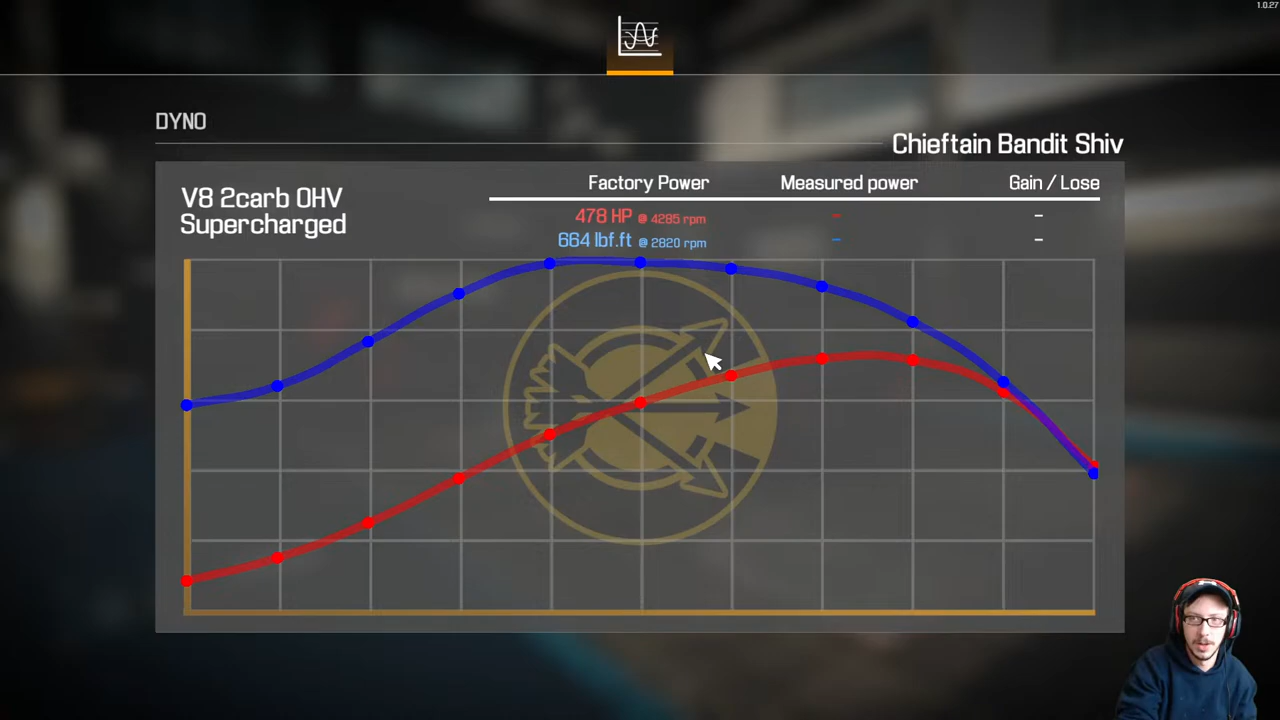 1.0.27
DYNO
Chieftain Bandit Shiv
V8 2carb OHV
Supercharged
Factory Power Measured power Gain / Lose
478 HP @ 4285 rpm - -
664 lbf.ft @ 2820 rpm - -